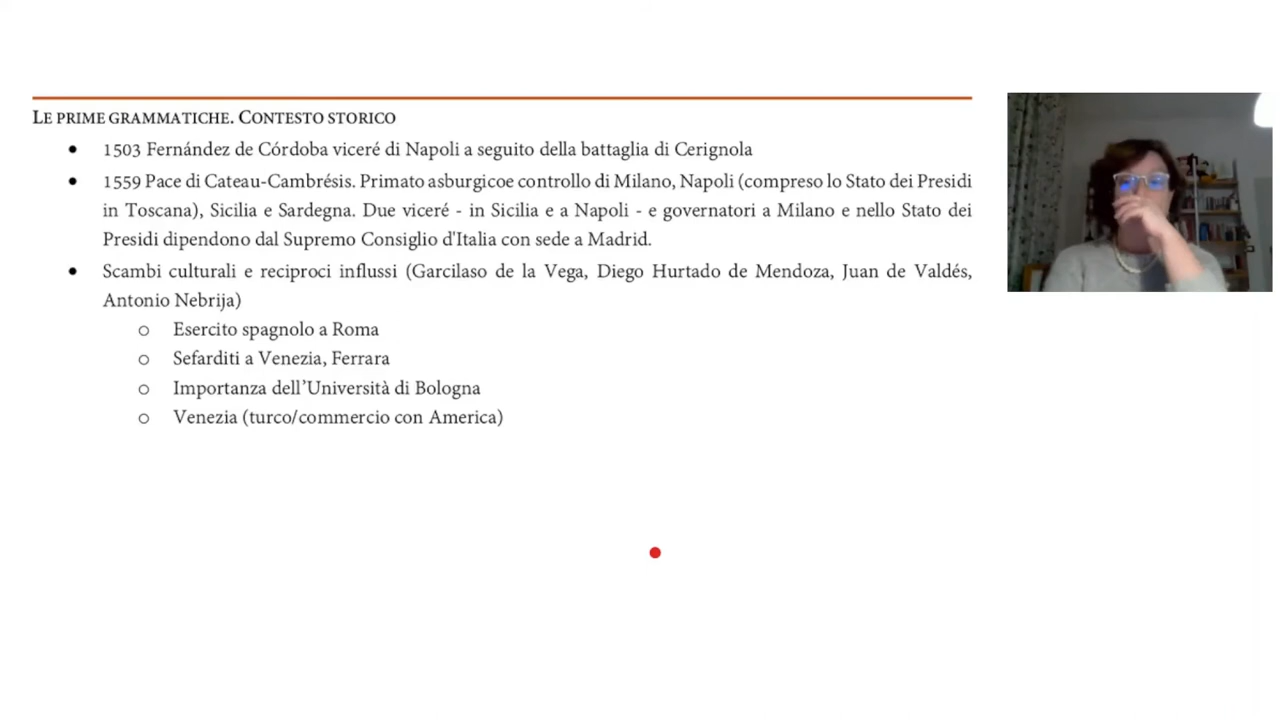 LE PRIME GRAMMATICHE. CONTESTO STORICO
• 1503 Fernández de Córdoba viceré di Napoli a seguito della battaglia di Cerignola
• 1559 Pace di Cateau-Cambrésis. Primato asburgicoe controllo di Milano, Napoli (compreso lo Stato dei Presidi
in Toscana), Sicilia e Sardegna. Due viceré - in Sicilia e a Napoli - e governatori a Milano e nello Stato dei
Presidi dipendono dal Supremo Consiglio d'Italia con sede a Madrid.
• Scambi culturali e reciproci influssi (Garcilaso de la Vega, Diego Hurtado de Mendoza, Juan de Valdés,
Antonio Nebrija)
o Esercito spagnolo a Roma
o Sefarditi a Venezia, Ferrara
o Importanza dell’Università di Bologna
o Venezia (turco/commercio con America)